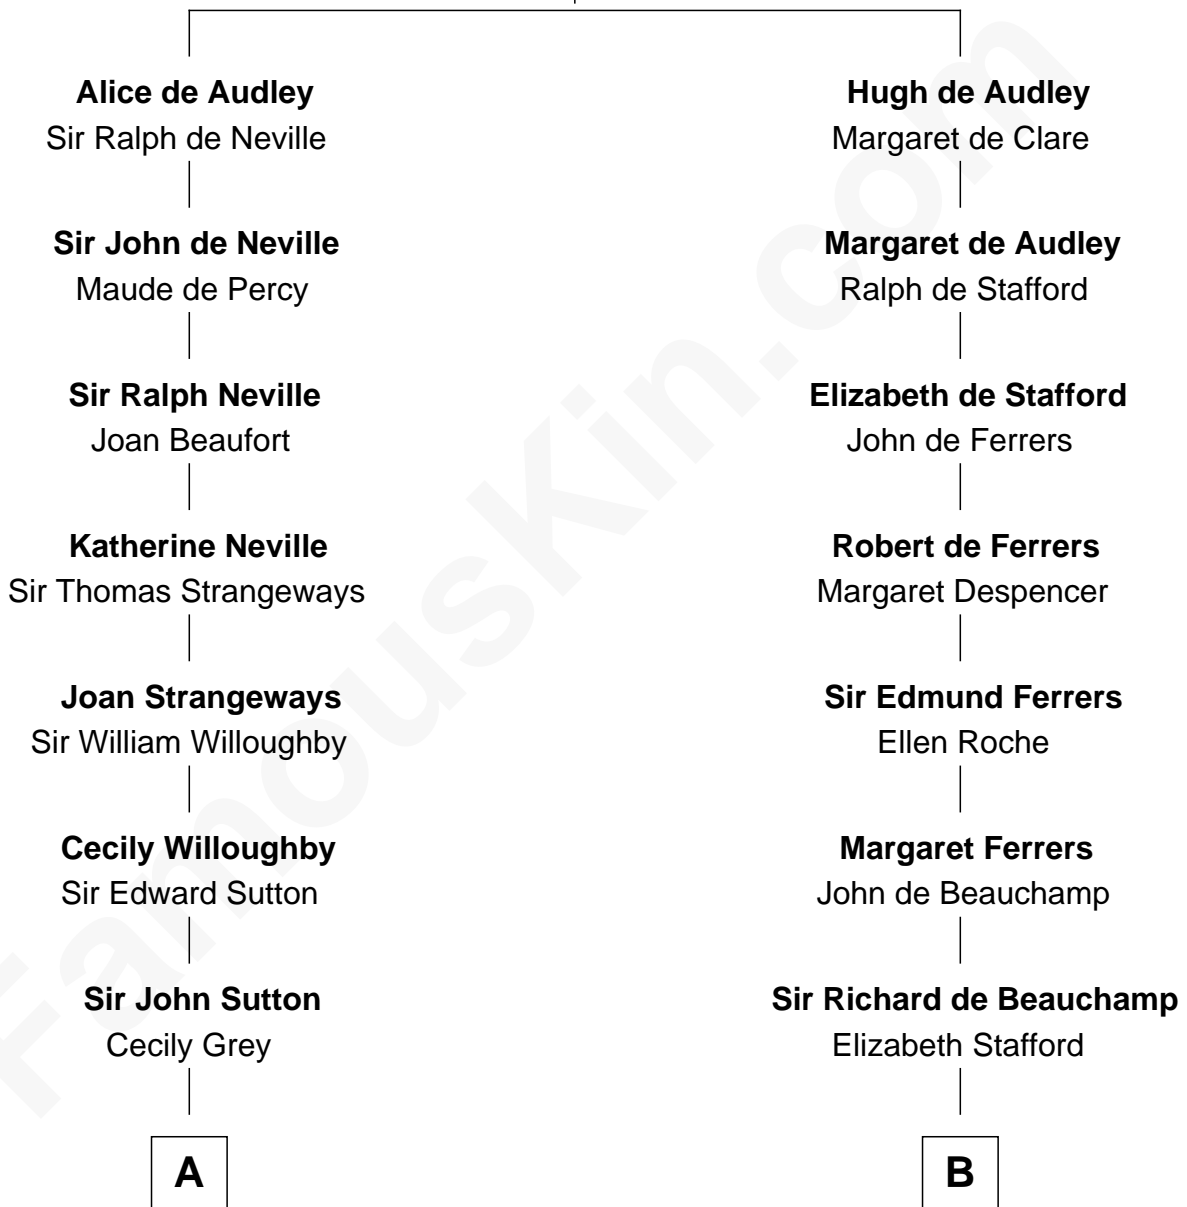 Alice de Audley
Sir Ralph de Neville
Sir John de Neville
Maude de Percy
Sir Ralph Neville
Joan Beaufort
Katherine Neville
Sir Thomas Strangeways
Joan Strangeways
Sir William Willoughby
Cecily Willoughby
Sir Edward Sutton
Sir John Sutton
Cecily Grey
A
Hugh de Audley
Margaret de Clare
Margaret de Audley
Ralph de Stafford
Elizabeth de Stafford
John de Ferrers
Robert de Ferrers
Margaret Despencer
Sir Edmund Ferrers
Ellen Roche
Margaret Ferrers
John de Beauchamp
Sir Richard de Beauchamp
Elizabeth Stafford
B
FamousKin.com